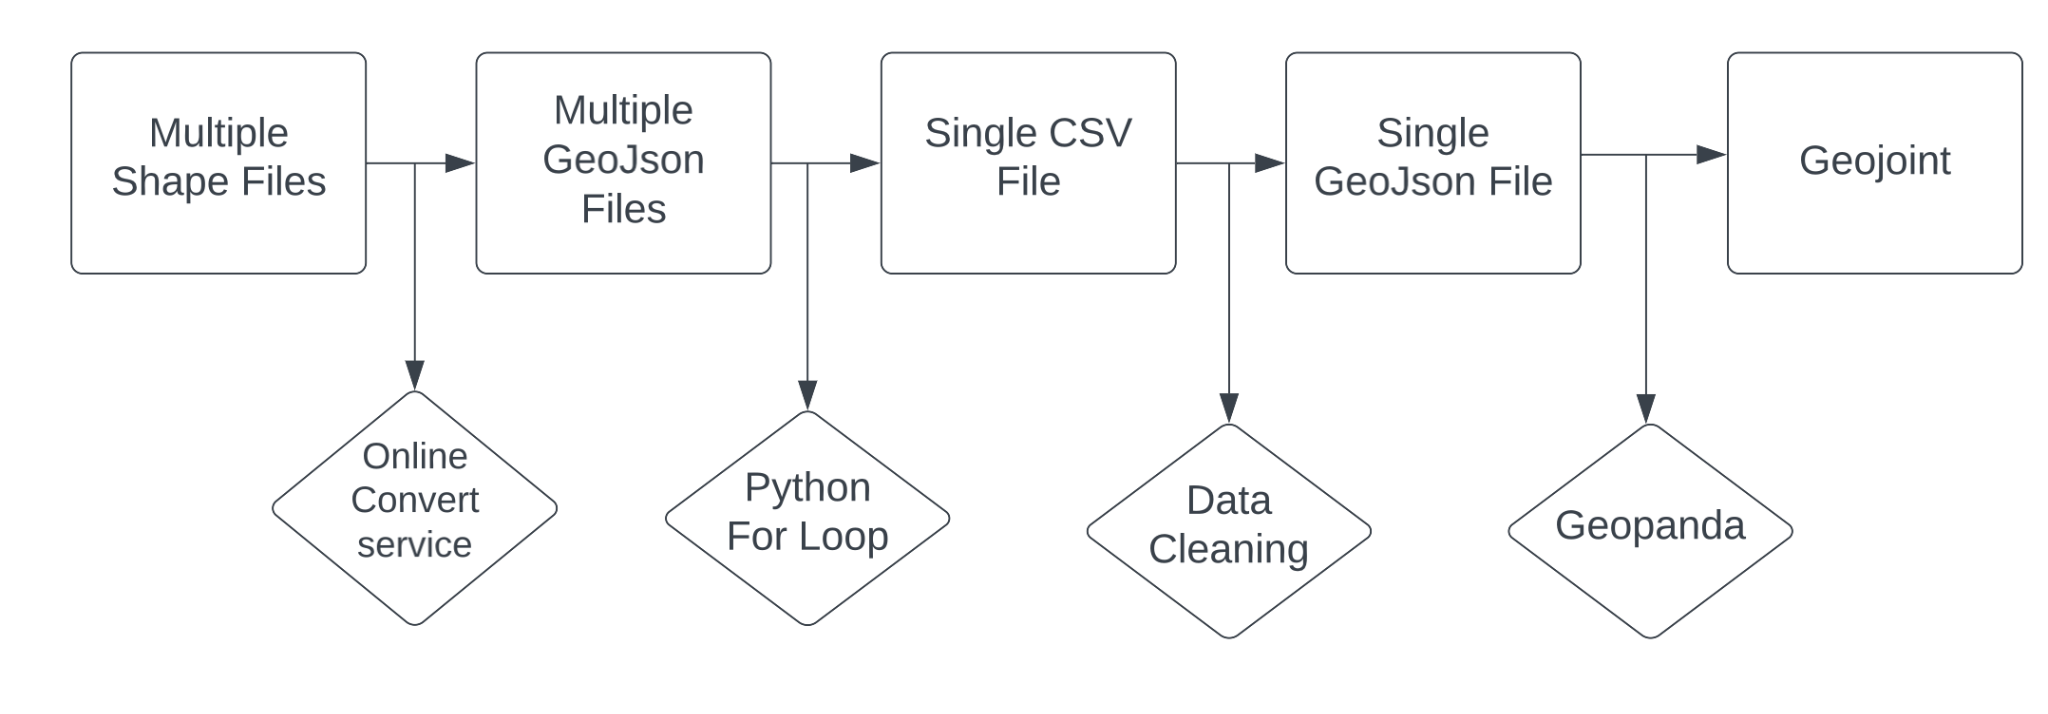 Multiple
Shape Files
Multiple
GeoJson
Files
Single CSV
File
Single
GeoJson File
Geojoint
Online
Convert
service
Python
For Loop
Data
Cleaning
Geopanda